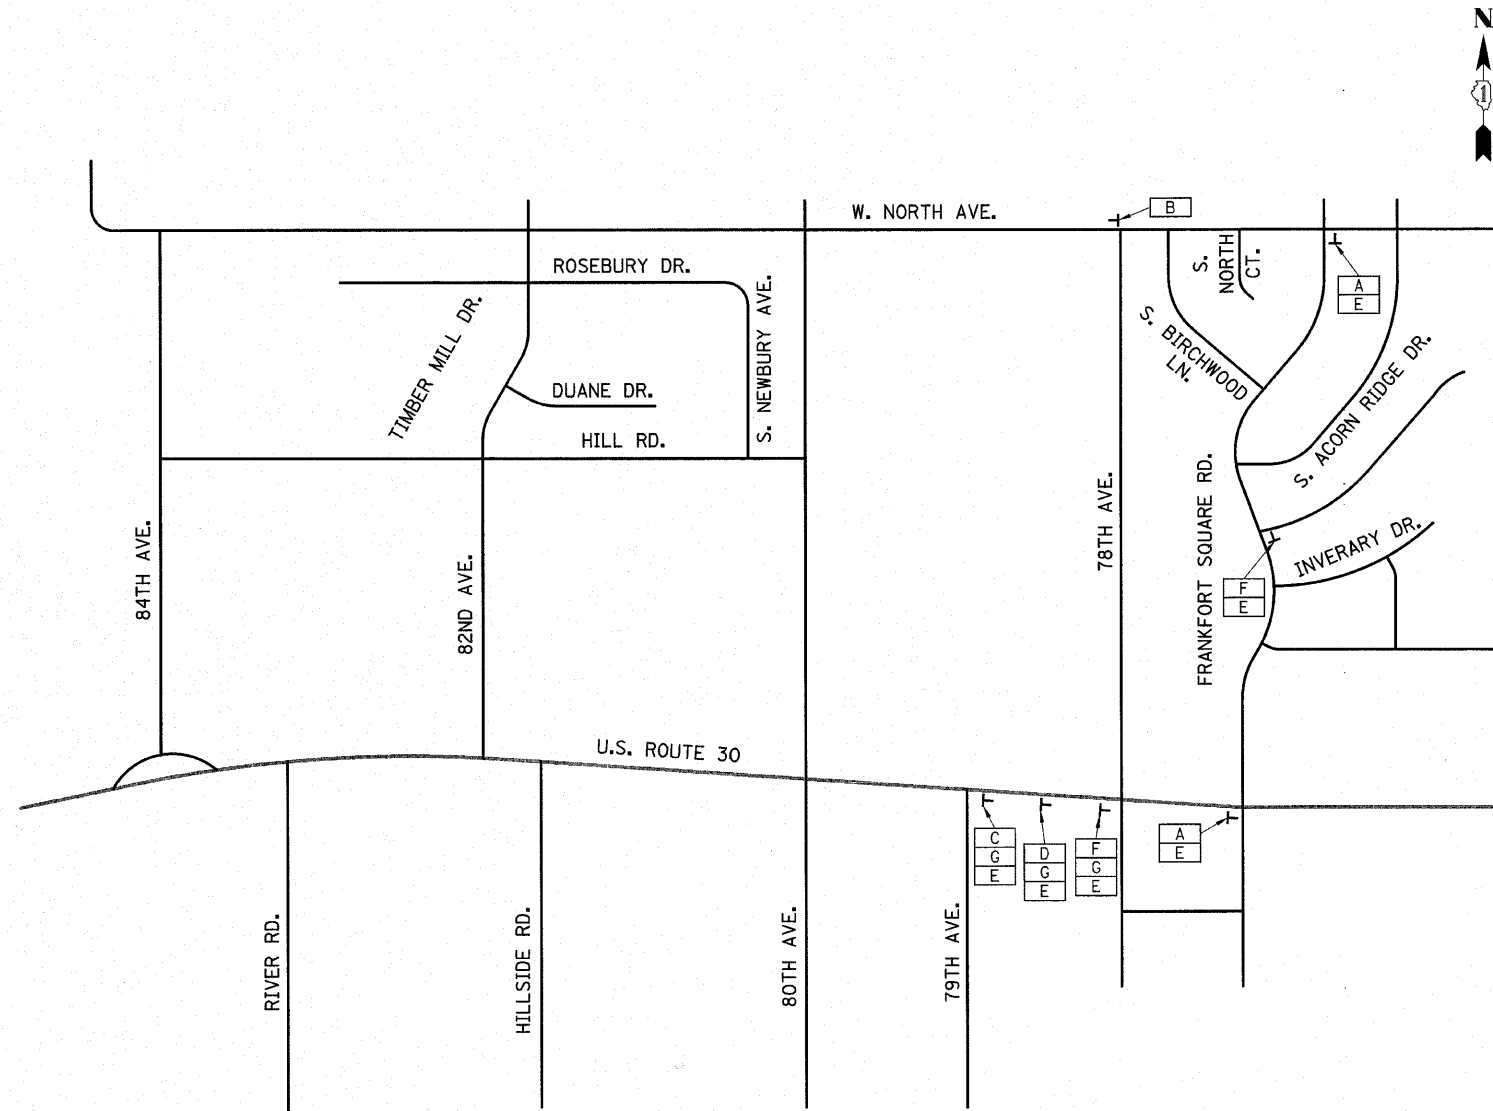 N
W. NORTH AVE.
B
ROSEBURY DR.
S.
NORTH
CT.
A
E
TIMBER MILL DR.
S. NEWBURY AVE.
S. BIRCHWOOD
LN.
DUANE DR.
S. ACORN RIDGE DR.
HILL RD.
84TH AVE.
82ND AVE.
78TH AVE.
FRANKFORT SQUARE RD.
INVERARY DR.
F
E
U.S. ROUTE 30
C
G
E
D
G
E
F
G
E
A
E
RIVER RD.
HILLSIDE RD.
80TH AVE.
79TH AVE.